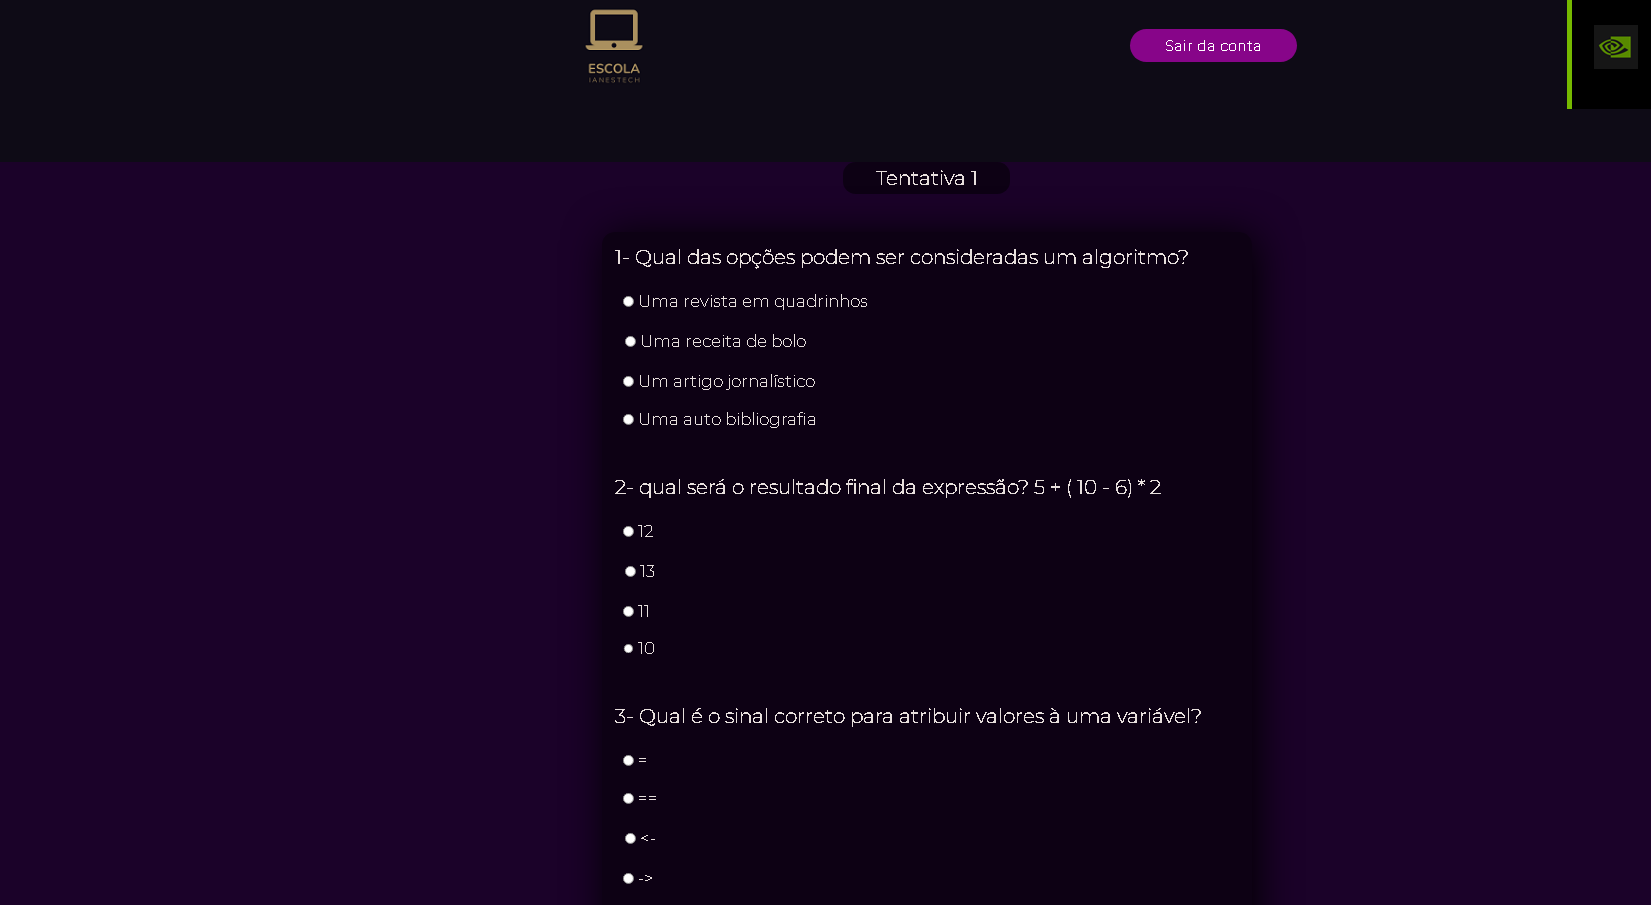 ESCOLA
IANESTECH
Sair da conta
Tentativa 1
1- Qual das opções podem ser consideradas um algoritmo?
Uma revista em quadrinhos
Uma receita de bolo
Um artigo jornalístico
Uma auto bibliografia
2- qual será o resultado final da expressão? 5 + ( 10 - 6) * 2
12
13
11
10
3- Qual é o sinal correto para atribuir valores à uma variável?
=
==
<-
->